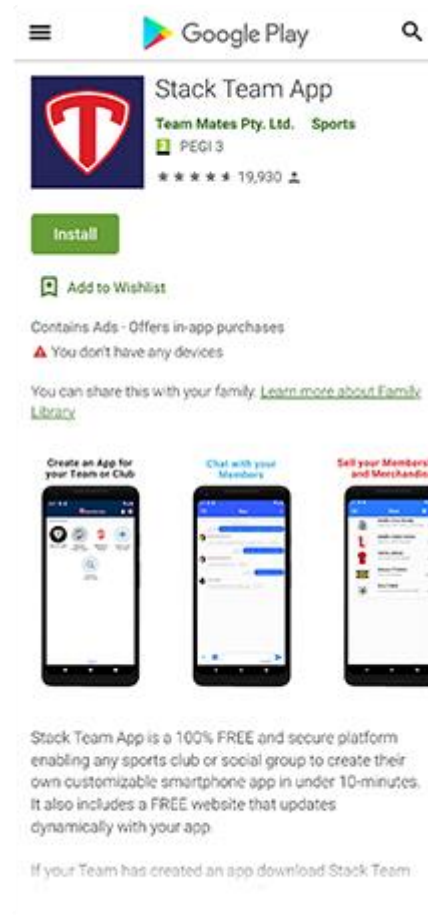 Google Play
Stack Team App
Team Mates Pty. Ltd. Sports
3 PEGI 3
19,930
Install
Add to Wishlist
Contains Ads · Offers in-app purchases
You don't have any devices
You can share this with your family. Learn more about Family
Library
Create an App for
your Team or Club
Chat with your
Members
Sell your Membersh
and Merchandis
Stack Team App is a 100% FREE and secure platform
enabling any sports club or social group to create their
own customizable smartphone app in under 10-minutes.
It also includes a FREE website that updates
dynamically with your app.
If your Team has created an app download Stack Team